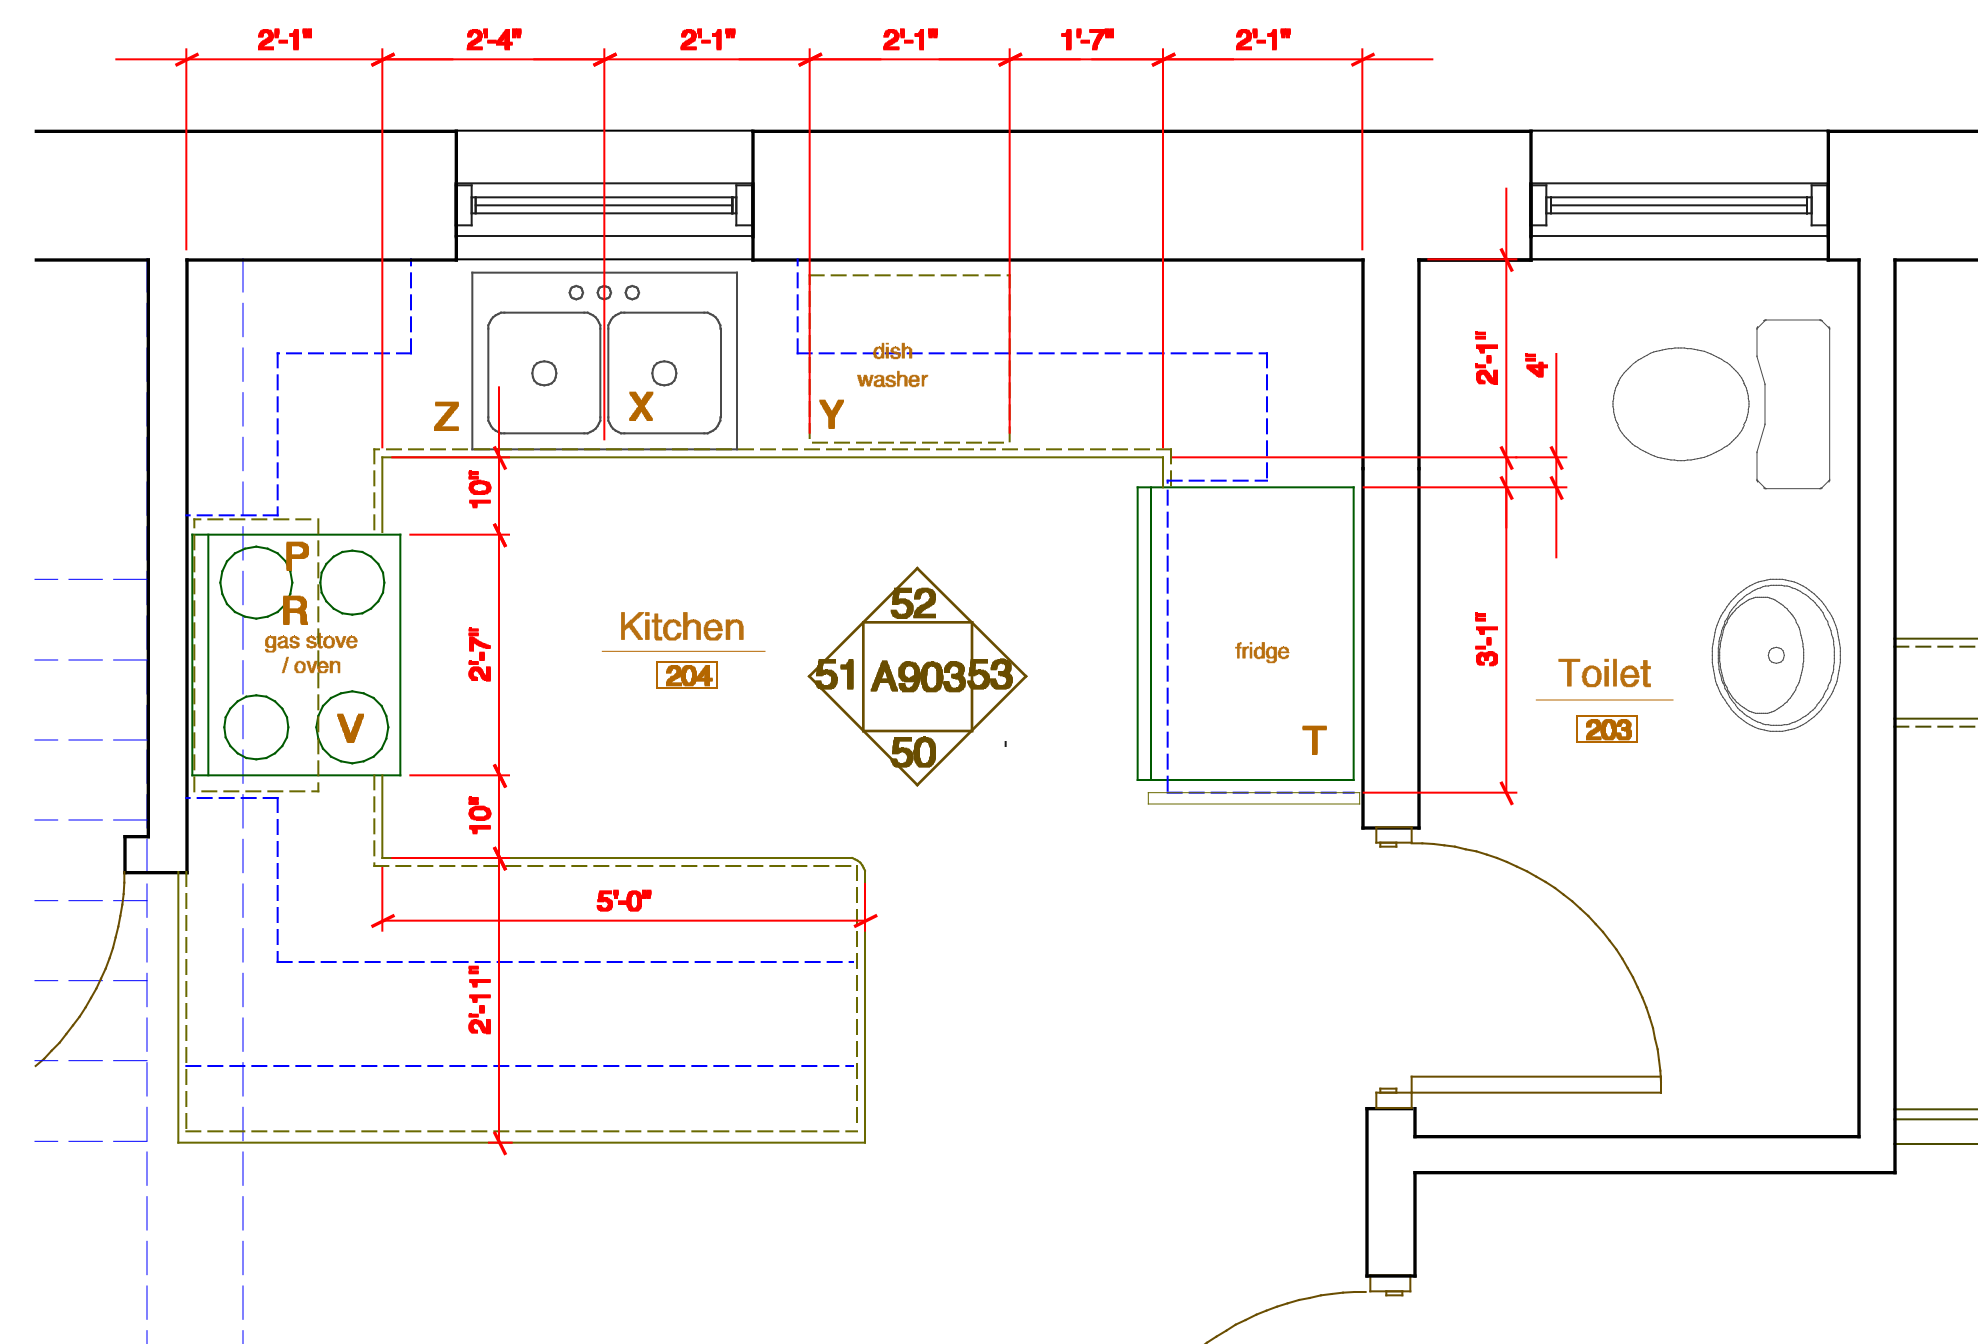 2'-1" 2'-4" 2'-1" 2'-1" 1'-7" 2'-1"
2'-1"
4"
dish
washer
Z X Y
10"
P
R
gas stove
/ oven
V
2'-7"
Kitchen
204
52
51 A903 53
50
fridge
T
3'-1"
Toilet
203
10"
5'-0"
2'-11"